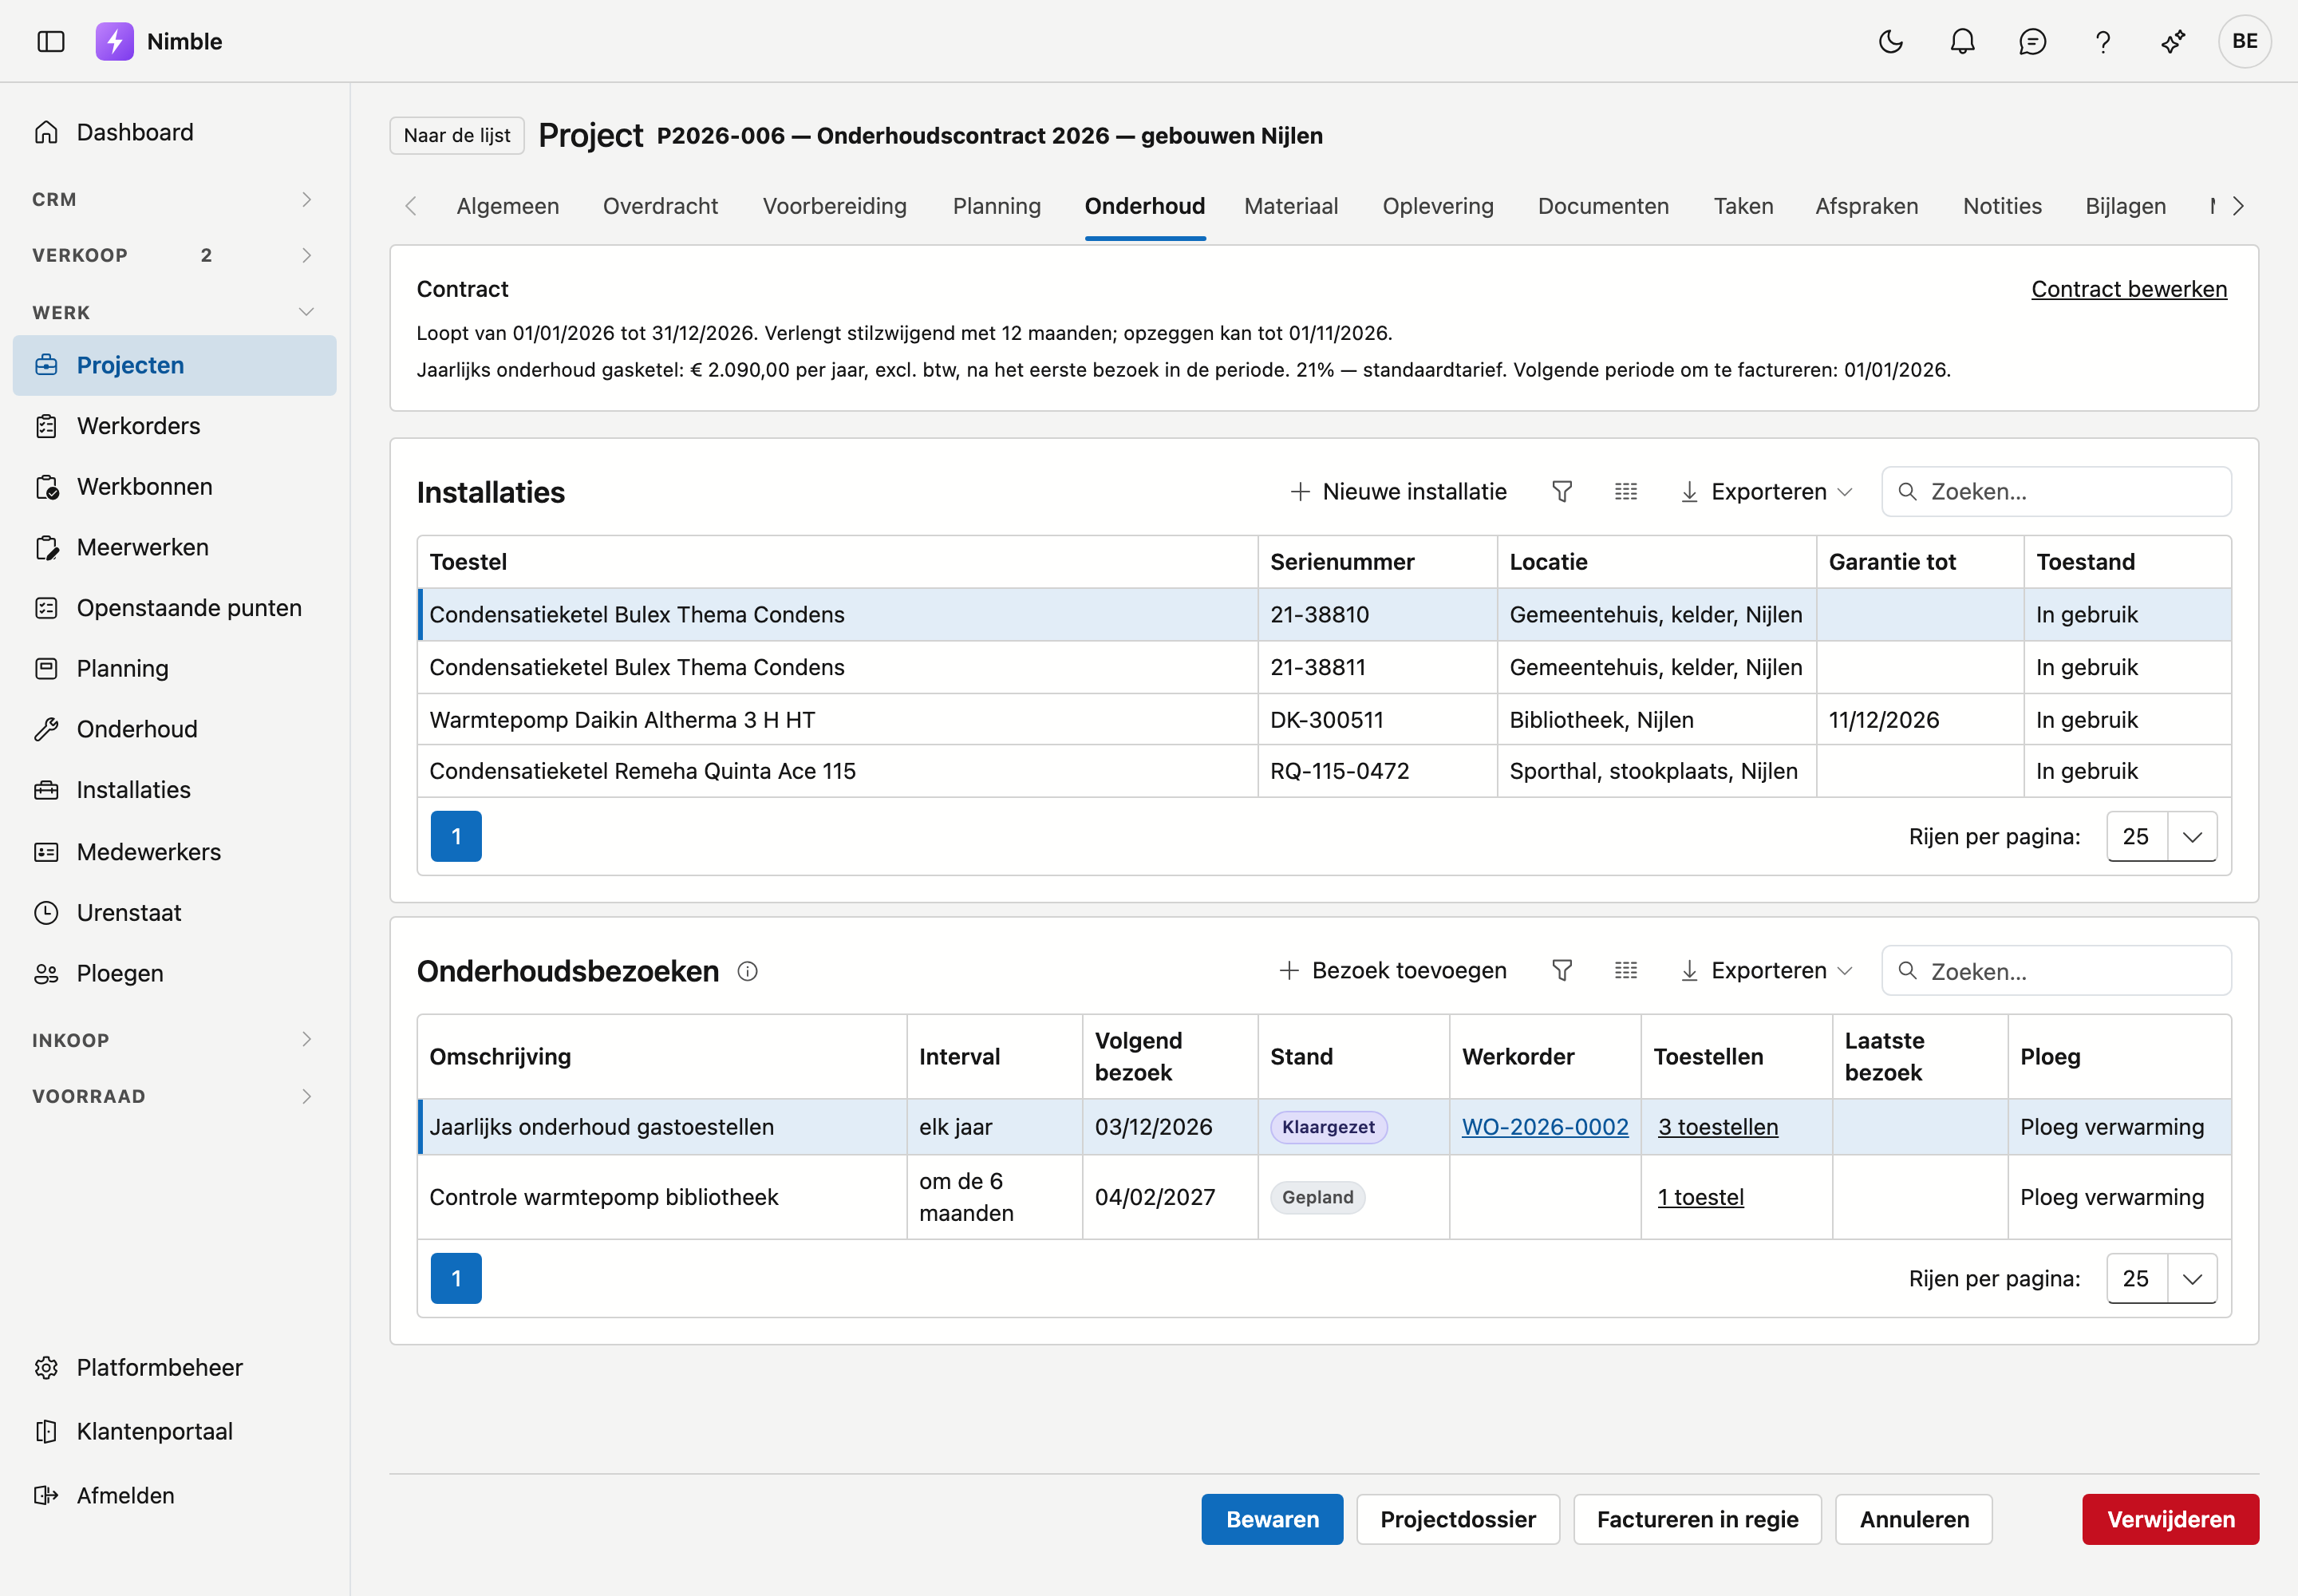 Nimble
BE
Dashboard
CRM
VERKOOP 2
WERK
Projecten
Werkorders
Werkbonnen
Meerwerken
Openstaande punten
Planning
Onderhoud
Installaties
Medewerkers
Urenstaat
Ploegen
INKOOP
VOORRAAD
Platformbeheer
Klantenportaal
Afmelden
Naar de lijst Project P2026-006 — Onderhoudscontract 2026 — gebouwen Nijlen
Algemeen Overdracht Voorbereiding Planning Onderhoud Materiaal Oplevering Documenten Taken Afspraken Notities Bijlagen
Contract Contract bewerken
Loopt van 01/01/2026 tot 31/12/2026. Verlengt stilzwijgend met 12 maanden; opzeggen kan tot 01/11/2026.
Jaarlijks onderhoud gasketel: € 2.090,00 per jaar, excl. btw, na het eerste bezoek in de periode. 21% — standaardtarief. Volgende periode om te factureren: 01/01/2026.
Installaties Nieuwe installatie Exporteren Zoeken...
Toestel Serienummer Locatie Garantie tot Toestand
Condensatieketel Bulex Thema Condens 21-38810 Gemeentehuis, kelder, Nijlen In gebruik
Condensatieketel Bulex Thema Condens 21-38811 Gemeentehuis, kelder, Nijlen In gebruik
Warmtepomp Daikin Altherma 3 H HT DK-300511 Bibliotheek, Nijlen 11/12/2026 In gebruik
Condensatieketel Remeha Quinta Ace 115 RQ-115-0472 Sporthal, stookplaats, Nijlen In gebruik
1 Rijen per pagina: 25
Onderhoudsbezoeken Bezoek toevoegen Exporteren Zoeken...
Omschrijving Interval Volgend bezoek Stand Werkorder Toestellen Laatste bezoek Ploeg
Jaarlijks onderhoud gastoestellen elk jaar 03/12/2026 Klaargezet WO-2026-0002 3 toestellen Ploeg verwarming
Controle warmtepomp bibliotheek om de 6 maanden 04/02/2027 Gepland 1 toestel Ploeg verwarming
1 Rijen per pagina: 25
Bewaren Projectdossier Factureren in regie Annuleren Verwijderen